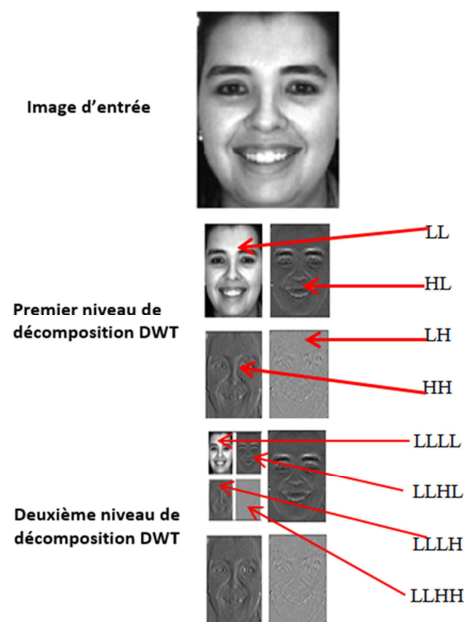 Image d'entrée
LL
HL
Premier niveau de
décomposition DWT
LH
HH
LLLL
LLHL
Deuxième niveau de
décomposition DWT
LLLH
LLHH